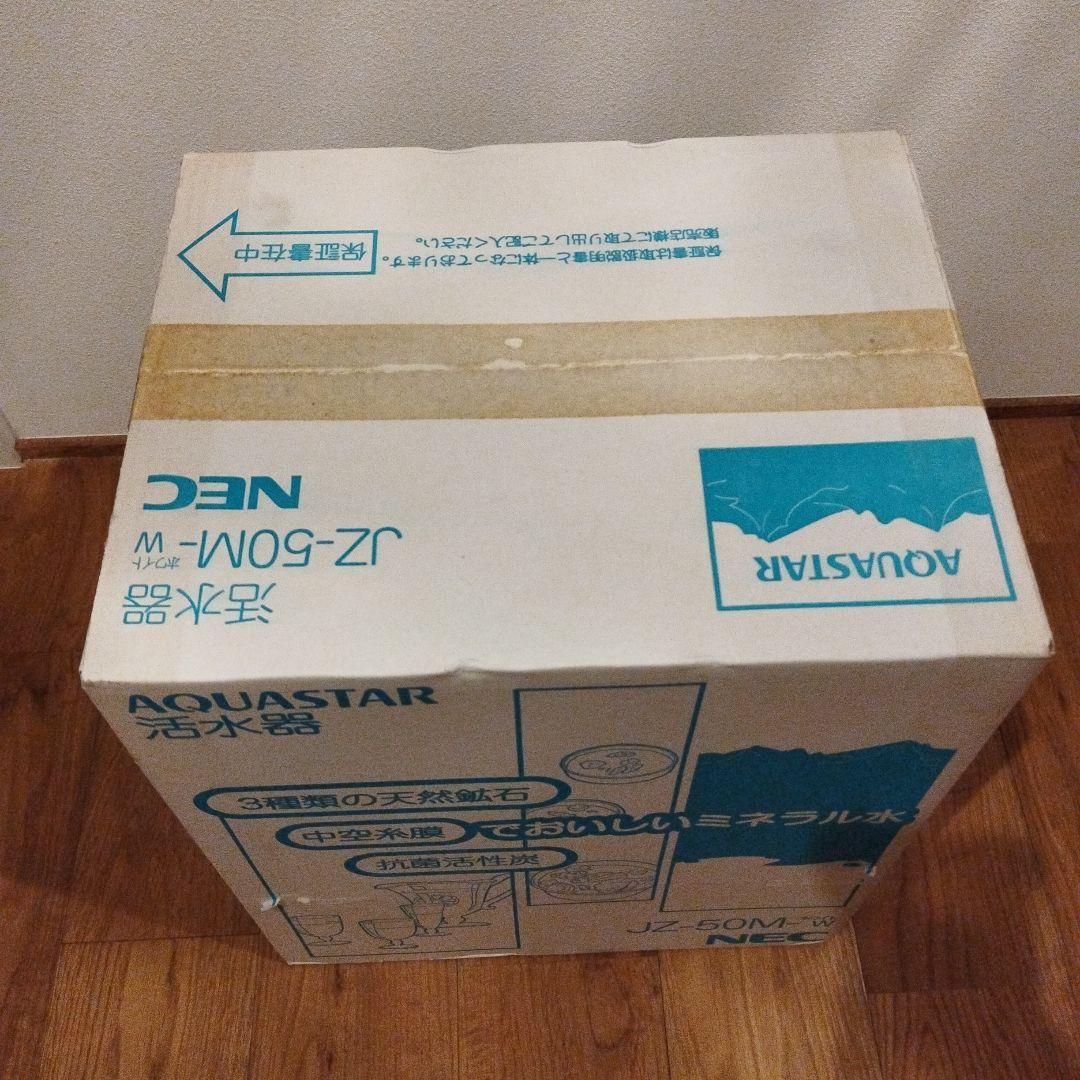 保証書在中
保証書は取扱説明書と一体になっております。
販売店様にて取り出してご記入ください。
AQUASTAR
活水器
JZ-50M-W
ホワイト
NEC
AQUASTAR
活水器
3種類の天然鉱石
中空糸膜
でおいしいミネラル水
抗菌活性炭
JZ-50M-W
NEC